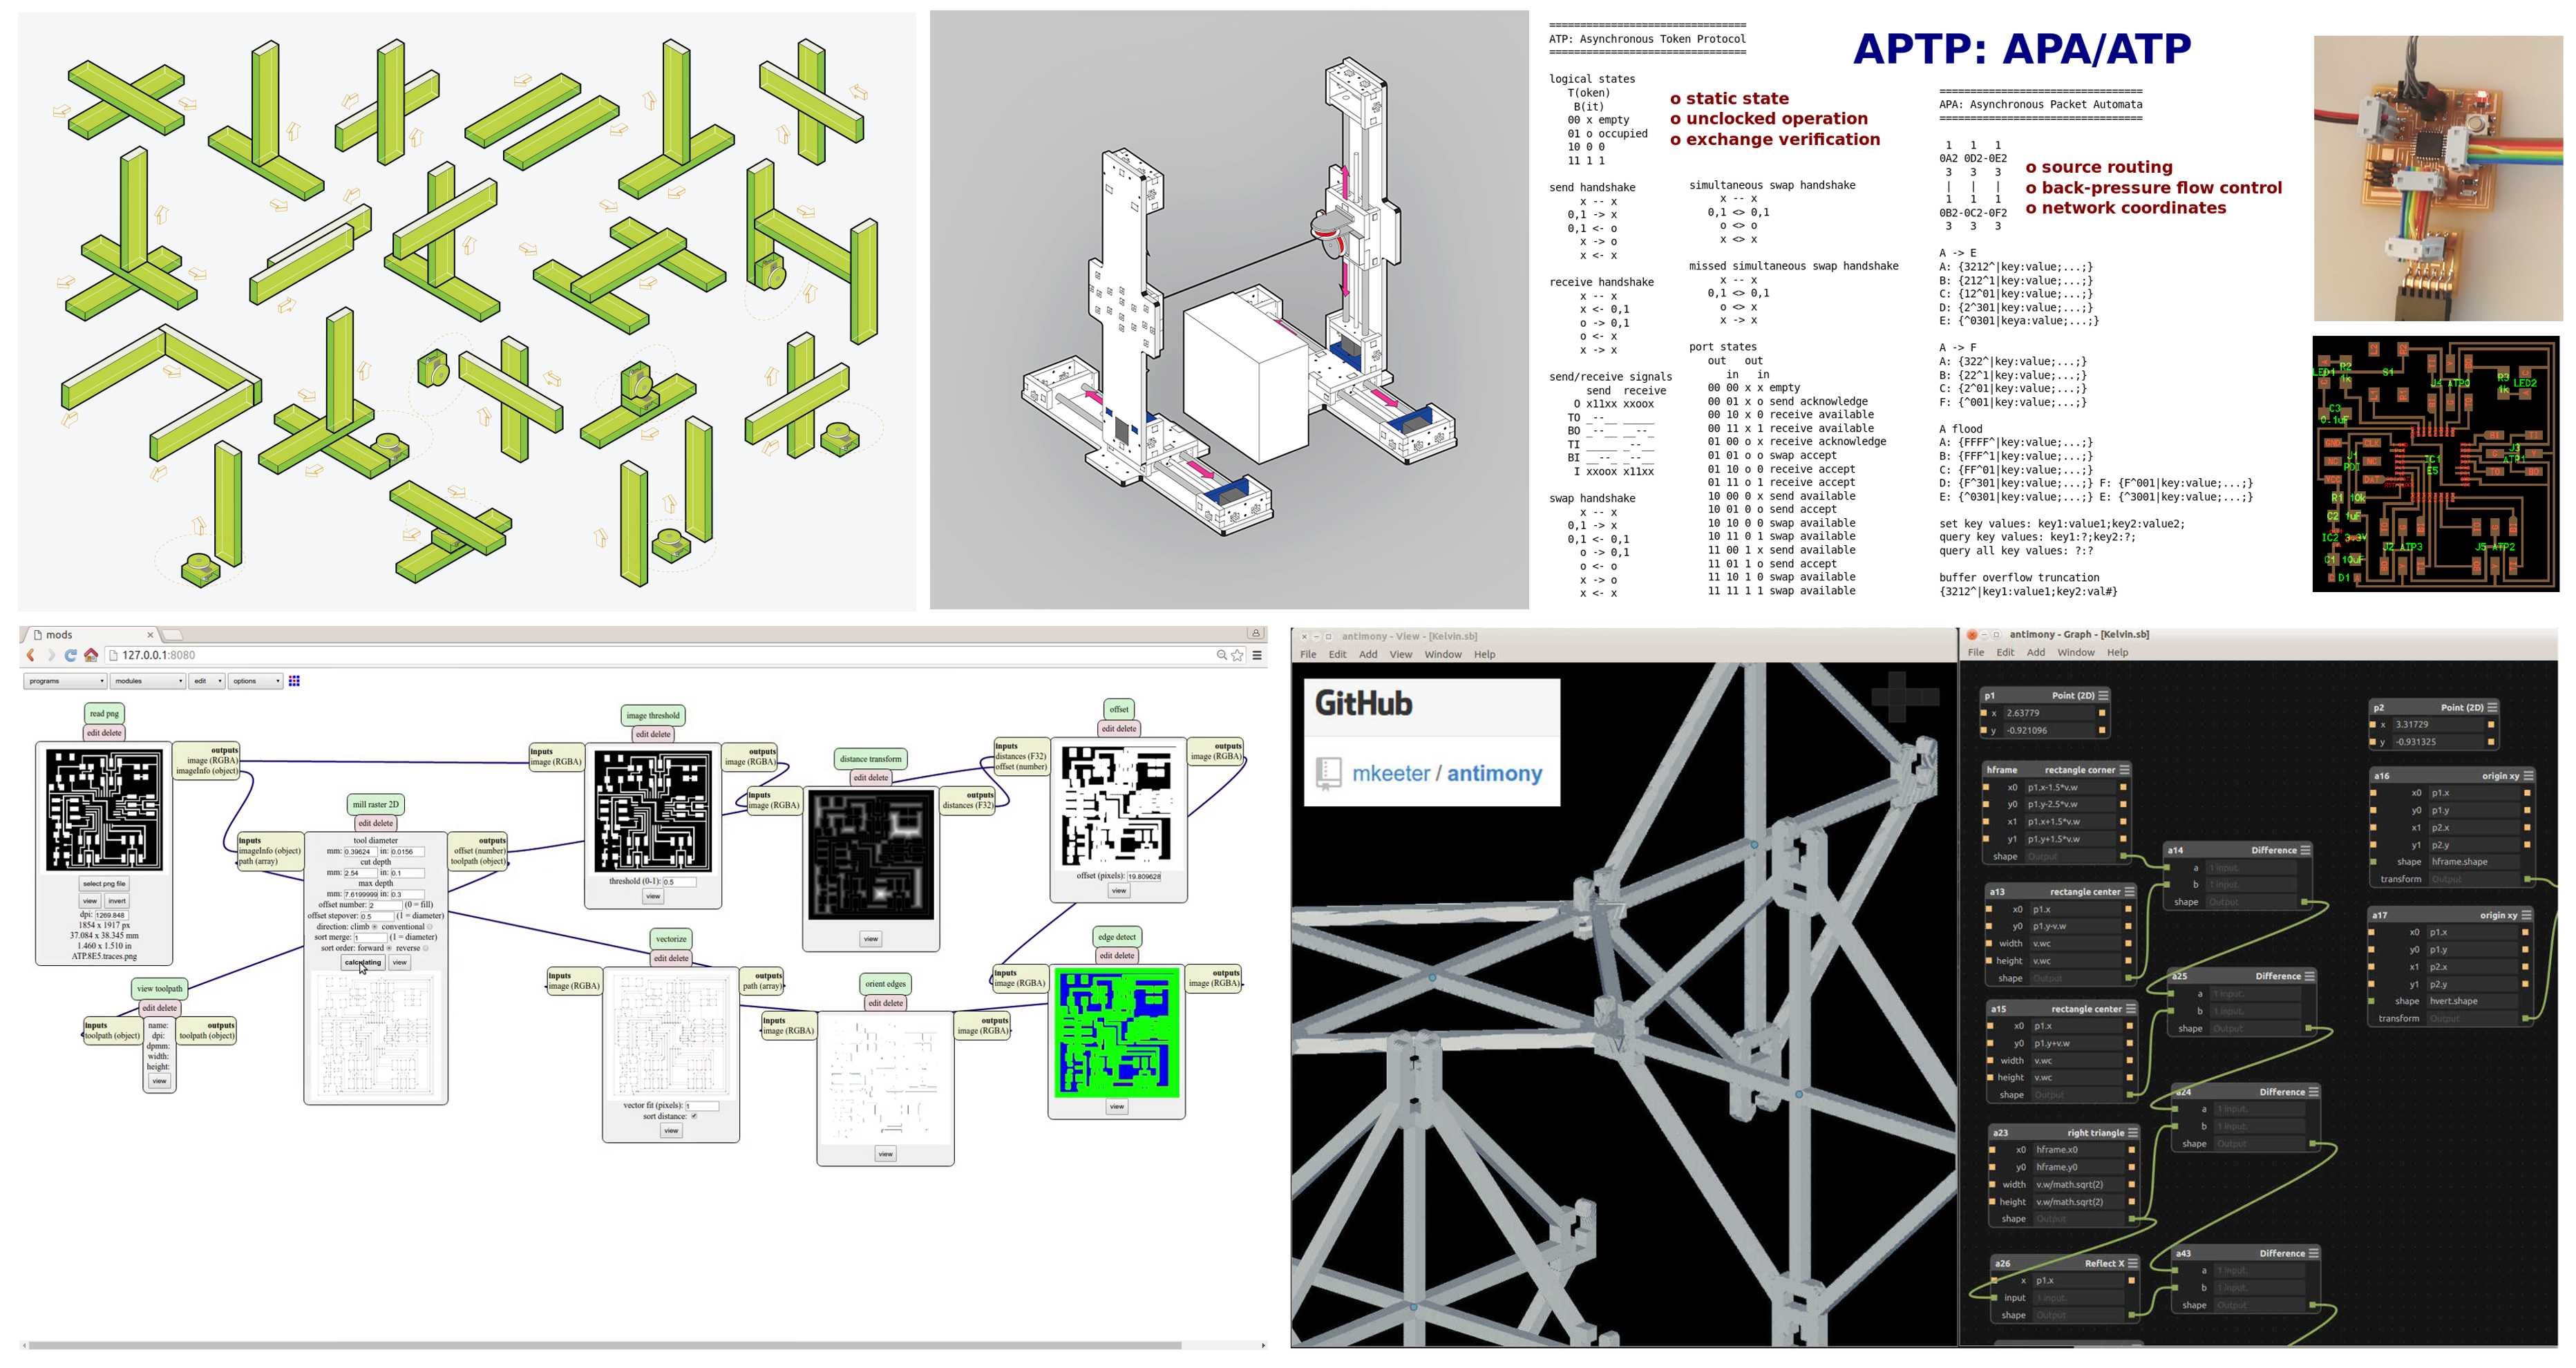 ===============================
ATP: Asynchronous Token Protocol
===============================
logical states
T(oken)
B(it)
00 x empty
01 o occupied
10 0 0
11 1 1
send handshake
x -- x
0,1 -> x
0,1 <- o
x -> o
x <- x
receive handshake
x -- x
x <- 0,1
o -> 0,1
o <- x
x -> x
send/receive signals
send receive
O x11xx xxoox
TO _--__ _____
BO _--__ __--_
TI _____ _--__
BI __--_ _--__
I xxoox x11xx
swap handshake
x -- x
0,1 -> x
0,1 <- 0,1
o -> 0,1
o <- o
x -> o
x <- x
APTP: APA/ATP
o static state
o unclocked operation
o exchange verification
simultaneous swap handshake
x -- x
0,1 <> 0,1
o <> o
x <> x
missed simultaneous swap handshake
x -- x
0,1 <> 0,1
o <> x
x -> x
port states
out out
in in
00 00 x x empty
00 01 x o send acknowledge
00 10 x 0 receive available
00 11 x 1 receive available
01 00 o x receive acknowledge
01 01 o o swap accept
01 10 o 0 receive accept
01 11 o 1 receive accept
10 00 0 x send available
10 01 0 o send accept
10 10 0 0 swap available
10 11 0 1 swap available
11 00 1 x send available
11 01 1 o send accept
11 10 1 0 swap available
11 11 1 1 swap available
===============================
APA: Asynchronous Packet Automata
===============================
1 1 1
0A2 0D2-0E2
3 3 3
| | |
1 1 1
0B2-0C2-0F2
3 3 3
o source routing
o back-pressure flow control
o network coordinates
A -> E
A: {3212^|key:value;...;}
B: {212^1|key:value;...;}
C: {12^01|key:value;...;}
D: {2^301|key:value;...;}
E: {^0301|keya:value;...;}
A -> F
A: {322^|key:value;...;}
B: {22^1|key:value;...;}
C: {2^01|key:value;...;}
F: {^001|key:value;...;}
A flood
A: {FFFF^|key:value;...;}
B: {FFF^1|key:value;...;}
C: {FF^01|key:value;...;}
D: {F^301|key:value;...;} F: {F^001|key:value;...;}
E: {^0301|key:value;...;} E: {^3001|key:value;...;}
set key values: key1:value1;key2:value2;
query key values: key1:?;key2:?;
query all key values: ?:?
buffer overflow truncation
{3212^|key1:value1;key2:val#}
LED1 R2
1k
S1
J4 ATP0
R3
1k
LED2
C3
0.1uF
GND
CLK
NC
NC
J1
PDI
VCC
DAT
IC1
E5
J3
ATP1
TO
BO
R1 10k
C2 1uF
IC2 3.3V
C1 10uF
D1
J2 ATP3
J5 ATP2
mods
127.0.0.1:8080
programs
modules
edit
options
read png
edit delete
outputs
image (RGBA)
imageInfo (object)
select png file
view invert
dpi: 1269.848
1854 x 1917 px
37.084 x 38.345 mm
1.460 x 1.510 in
ATP.8E5.traces.png
mill raster 2D
edit delete
inputs
imageInfo (object)
path (array)
outputs
offset (number)
toolpath (object)
tool diameter
mm: 0.39624 in: 0.0156
cut depth
mm: 2.54 in: 0.1
max depth
mm: 7.6199999 in: 0.3
offset number: 2 (0 = fill)
offset stepover: 0.5 (1 = diameter)
direction: climb conventional
sort merge: 1 (1 = diameter)
sort order: forward reverse
calculating view
view toolpath
edit delete
inputs
toolpath (object)
name:
dpi:
dpmm:
width:
height:
view
outputs
toolpath (object)
image threshold
edit delete
inputs
image (RGBA)
outputs
image (RGBA)
threshold (0-1): 0.5
view
distance transform
edit delete
inputs
image (RGBA)
outputs
distances (F32)
view
offset
edit delete
inputs
distances (F32)
offset (number)
outputs
image (RGBA)
offset (pixels): 19.809628
view
vectorize
edit delete
inputs
image (RGBA)
outputs
path (array)
vector fit (pixels): 1
sort distance:
view
orient edges
edit delete
inputs
image (RGBA)
outputs
image (RGBA)
view
edge detect
edit delete
inputs
image (RGBA)
outputs
image (RGBA)
view
antimony - View - [Kelvin.sb]
File Edit Add View Window Help
GitHub
mkeeter / antimony
antimony - Graph - [Kelvin.sb]
File Edit Add Window Help
p1 Point (2D)
x 2.63779
y -0.921096
p2 Point (2D)
x 3.31729
y -0.931325
hframe rectangle corner
x0 p1.x-1.5*v.w
y0 p1.y-2.5*v.w
x1 p1.x+1.5*v.w
y1 p1.y+1.5*v.w
shape Output
a16 origin xy
x0 p1.x
y0 p1.y
x1 p2.x
y1 p2.y
shape hframe.shape
transform Output
a14 Difference
a 1 input.
b 1 input.
shape Output
a13 rectangle center
x0 p1.x
y0 p1.y-v.w
width v.wc
height v.wc
shape Output
a17 origin xy
x0 p1.x
y0 p1.y
x1 p2.x
y1 p2.y
shape hvert.shape
transform Output
a25 Difference
a 1 input.
b 1 input.
shape Output
a15 rectangle center
x0 p1.x
y0 p1.y+v.w
width v.wc
height v.wc
shape Output
a24 Difference
a 1 input.
b 1 input.
shape Output
a23 right triangle
x0 hframe.x0
y0 hframe.y0
width v.w/math.sqrt(2)
height v.w/math.sqrt(2)
shape Output
a26 Reflect X
x p1.x
input 1 input.
shape Output
a43 Difference
a 1 input.
b 1 input.
shape Output